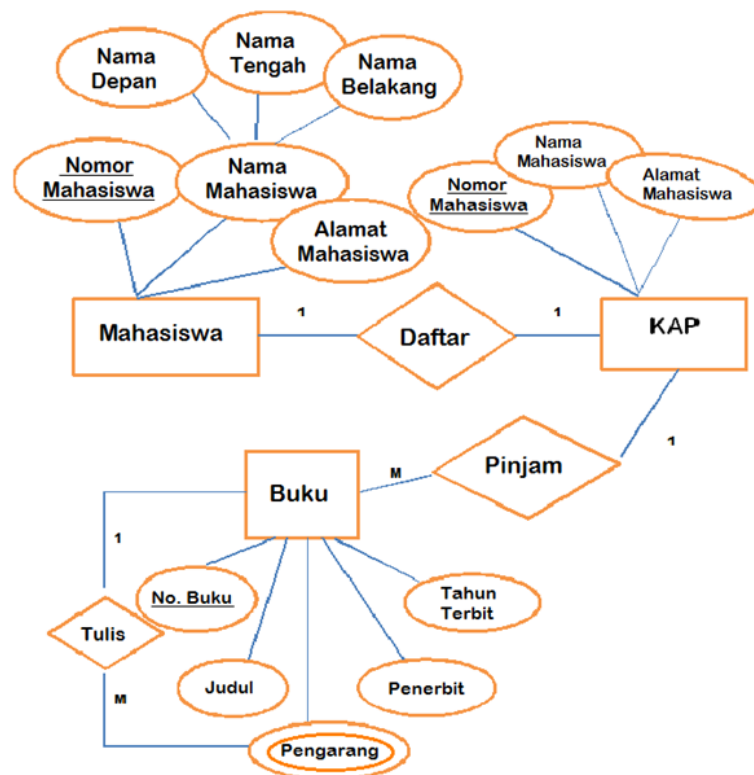 Nama
Depan
Nama
Tengah
Nama
Belakang
Nomor
Mahasiswa
Nama
Mahasiswa
Alamat
Mahasiswa
Nomor
Mahasiswa
Nama
Mahasiswa
Alamat
Mahasiswa
Mahasiswa
1
Daftar
1
KAP
1
Pinjam
M
Buku
1
Tulis
M
No. Buku
Judul
Pengarang
Penerbit
Tahun
Terbit